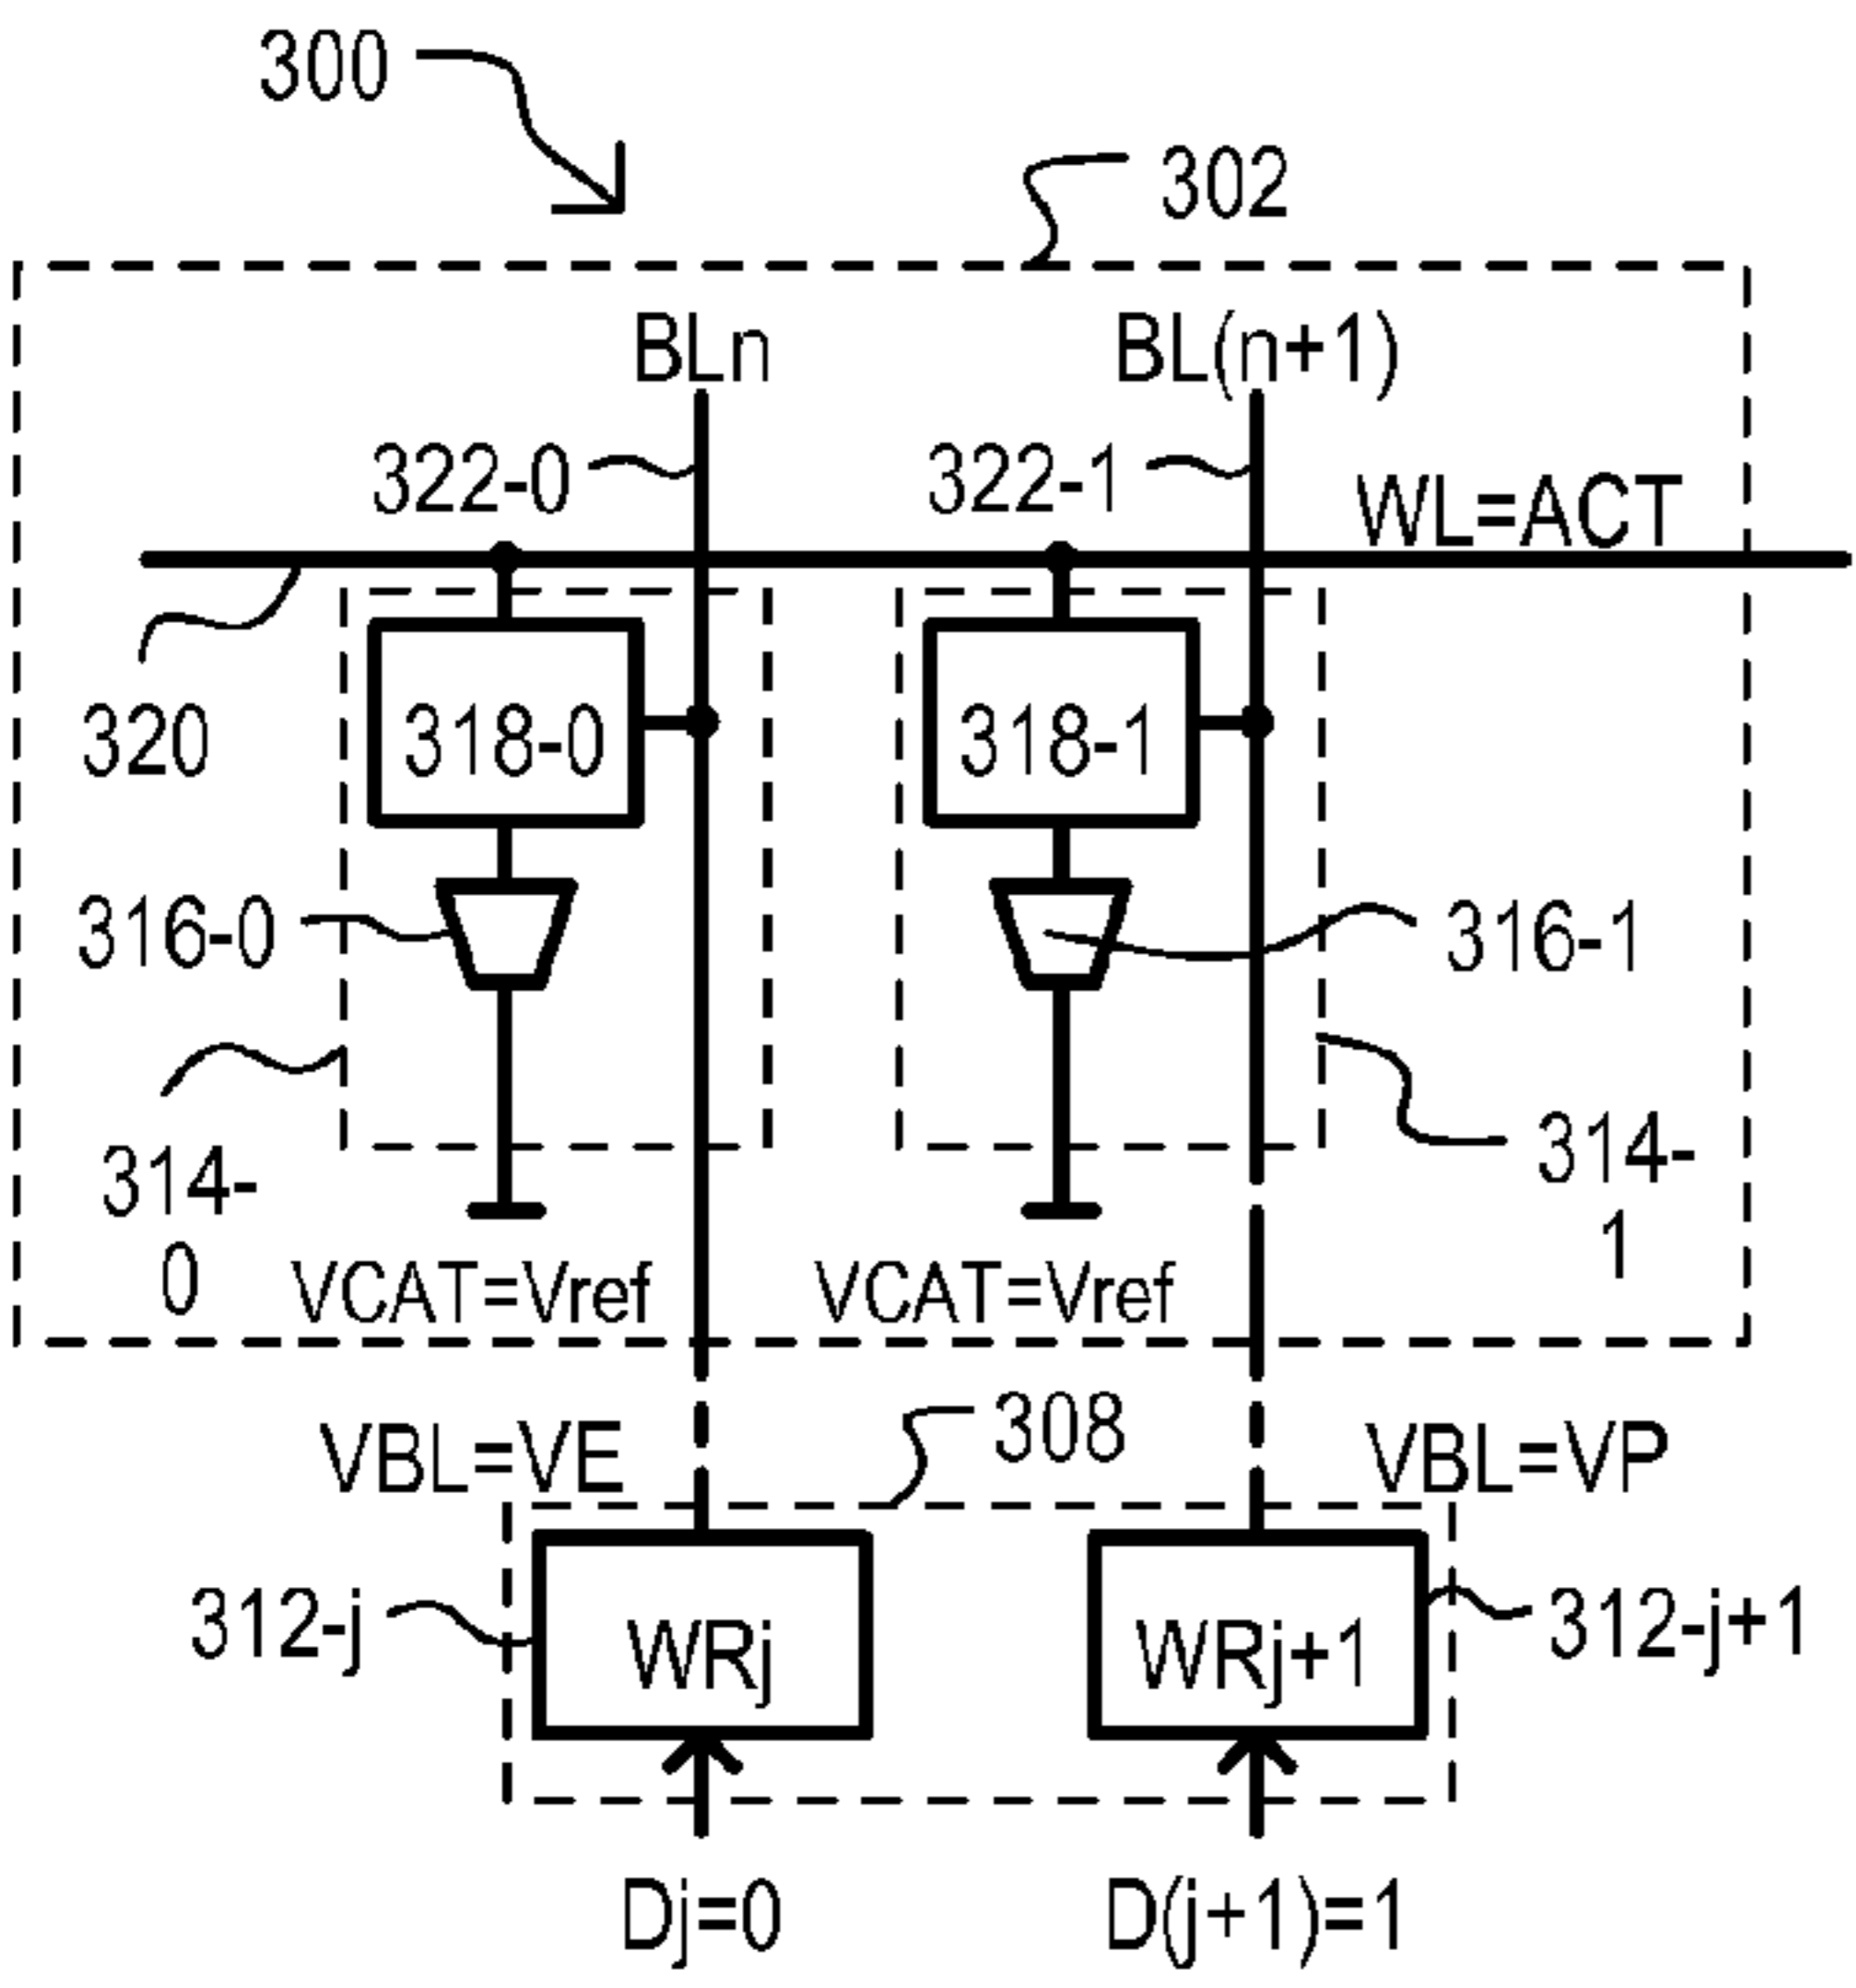 300
302
BLn BL(n+1)
322-0 322-1
WL=ACT
318-0 318-1
320
316-0 316-1
314-
0
314-
1
VCAT=Vref VCAT=Vref
308
VBL=VE VBL=VP
312-j WRj WRj+1 312-j+1
Dj=0 D(j+1)=1